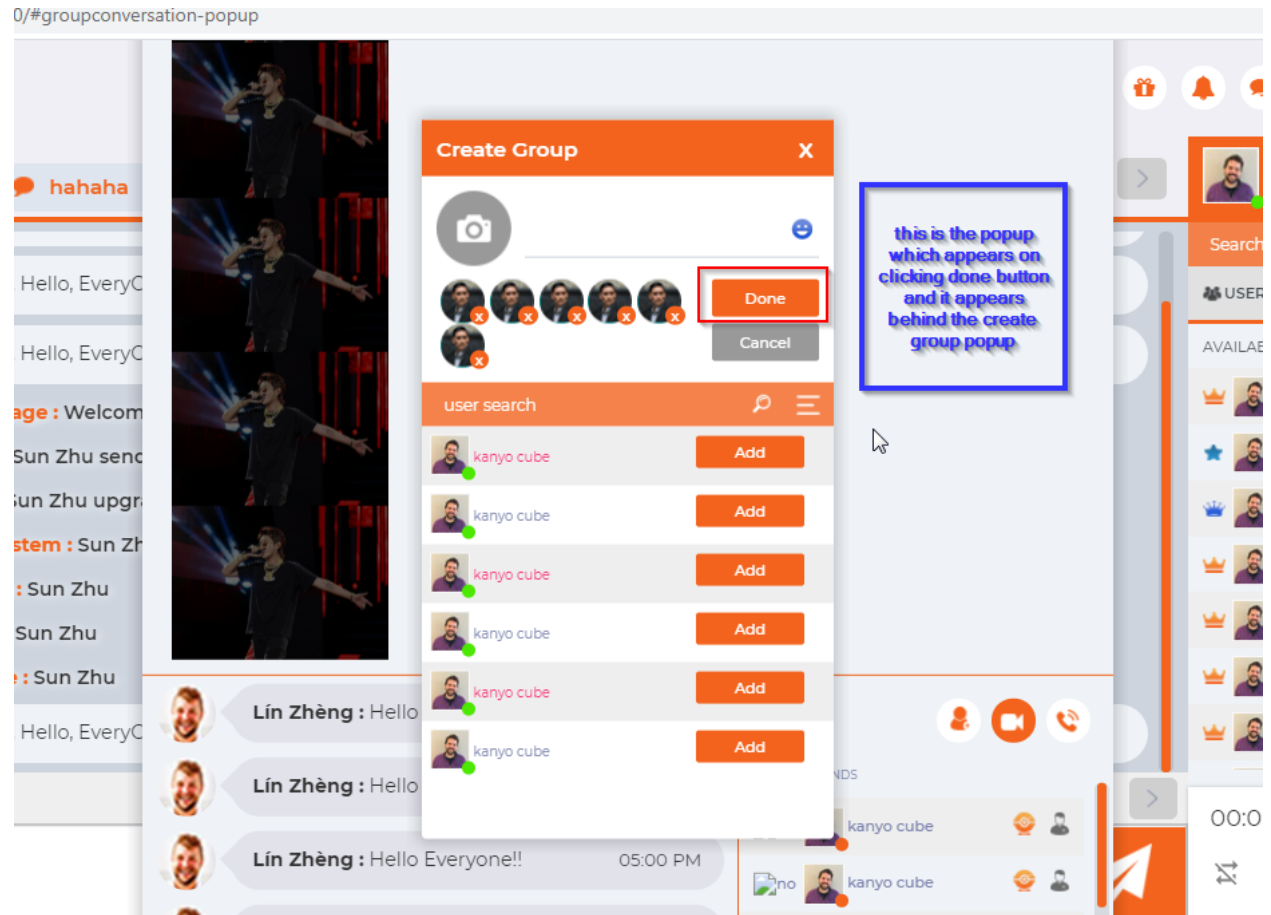 0/#groupconversation-popup
hahaha
Hello, EveryC
Hello, EveryC
age : Welcom
Sun Zhu send
Sun Zhu upgra
stem : Sun Zh
: Sun Zhu
Sun Zhu
: Sun Zhu
Hello, EveryC
Create Group
X
x x x x x
x
Done
Cancel
user search
kanyo cube
Add
kanyo cube
Add
kanyo cube
Add
kanyo cube
Add
kanyo cube
Add
kanyo cube
Add
this is the popup
which appears on
clicking done button
and it appears
behind the create
group popup
Lín Zhèng : Hello
Lín Zhèng : Hello
Lín Zhèng : Hello Everyone!!
05:00 PM
NDS
kanyo cube
no
kanyo cube
Search
USER
AVAILAB
00:0